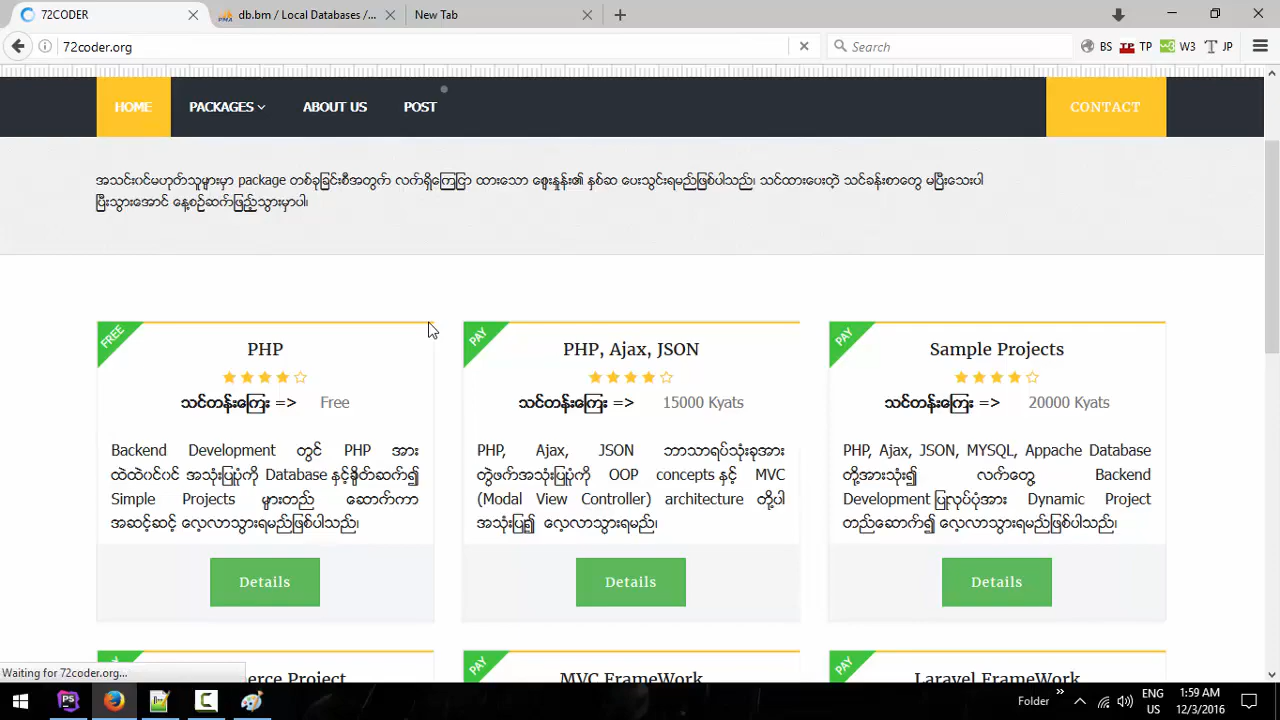 72CODER
db.bm / Local Databases /...
New Tab
72coder.org
Search
BS
TP
W3
JP
HOME
PACKAGES
ABOUT US
POST
CONTACT
အသင်းဝင်မဟုတ်သူများမှာ package တစ်ခုခြင်းစီအတွက် လက်ရှိကြေငြာ ထားသော ဈေးနှုန်း၏ နှစ်ဆ ပေးသွင်းရမည်ဖြစ်ပါသည်။ သင်ထားပေးတဲ့ သင်ခန်းစာတွေ မပြီးသေးပါ
ပြီးသွားအောင် နေ့စဉ်ဆက်ဖြည့်သွားမှာပါ။
FREE
PHP
သင်တန်းကြေး => Free
Backend Development တွင် PHP အား
ထဲထဲဝင်ဝင် အသုံးပြုပုံကို Database နှင့်ချိတ်ဆက်၍
Simple Projects များတည် ဆောက်ကာ
အဆင့်ဆင့် လေ့လာသွားရမည်ဖြစ်ပါသည်။
Details
PAY
PHP, Ajax, JSON
သင်တန်းကြေး => 15000 Kyats
PHP, Ajax, JSON ဘာသာရပ်သုံးခုအား
တွဲဖက်အသုံးပြုပုံကို OOP concepts နှင့် MVC
(Modal View Controller) architecture တို့ပါ
အသုံးပြု၍ လေ့လာသွားရမည်။
Details
PAY
Sample Projects
သင်တန်းကြေး => 20000 Kyats
PHP, Ajax, JSON, MYSQL, Appache Database
တို့အားသုံး၍ လက်တွေ့ Backend
Development ပြုလုပ်ပုံအား Dynamic Project
တည်ဆောက်၍ လေ့လာသွားရမည်ဖြစ်ပါသည်။
Details
PAY
MVC FrameWork
PAY
Laravel FrameWork
Waiting for 72coder.org...
Folder
ENG
US
1:59 AM
12/3/2016